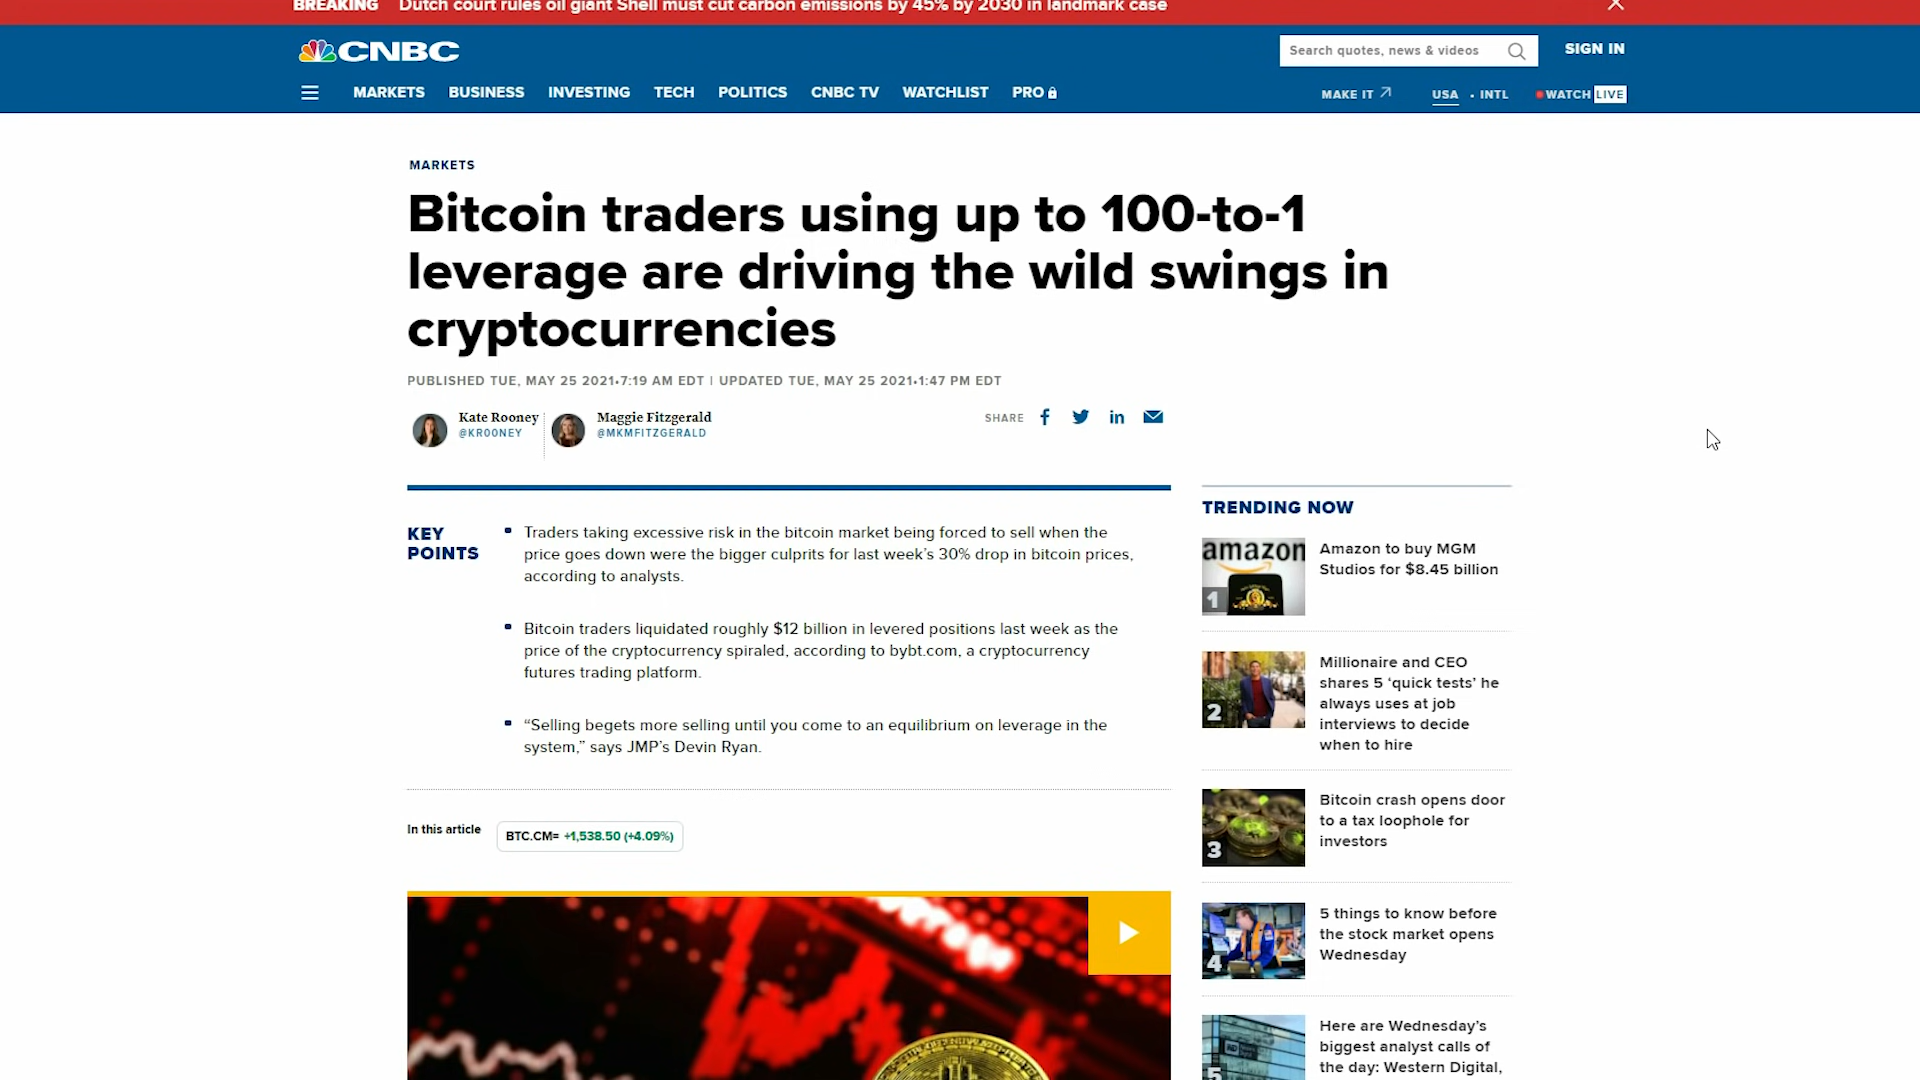 BREAKING Dutch court rules oil giant Shell must cut carbon emissions by 45% by 2030 in landmark case
CNBC
Search quotes, news & videos
SIGN IN
MARKETS BUSINESS INVESTING TECH POLITICS CNBC TV WATCHLIST PRO
MAKE IT USA • INTL WATCH LIVE
MARKETS
Bitcoin traders using up to 100-to-1
leverage are driving the wild swings in
cryptocurrencies
PUBLISHED TUE, MAY 25 2021•7:19 AM EDT | UPDATED TUE, MAY 25 2021•1:47 PM EDT
Kate Rooney
@KROONEY
Maggie Fitzgerald
@MKMFITZGERALD
SHARE
KEY
POINTS
Traders taking excessive risk in the bitcoin market being forced to sell when the
price goes down were the bigger culprits for last week’s 30% drop in bitcoin prices,
according to analysts.
Bitcoin traders liquidated roughly $12 billion in levered positions last week as the
price of the cryptocurrency spiraled, according to bybt.com, a cryptocurrency
futures trading platform.
“Selling begets more selling until you come to an equilibrium on leverage in the
system,” says JMP’s Devin Ryan.
In this article
BTC.CM= +1,538.50 (+4.09%)
TRENDING NOW
amazon
1
Amazon to buy MGM
Studios for $8.45 billion
2
Millionaire and CEO
shares 5 ‘quick tests’ he
always uses at job
interviews to decide
when to hire
3
Bitcoin crash opens door
to a tax loophole for
investors
4
5 things to know before
the stock market opens
Wednesday
5
Here are Wednesday’s
biggest analyst calls of
the day: Western Digital,